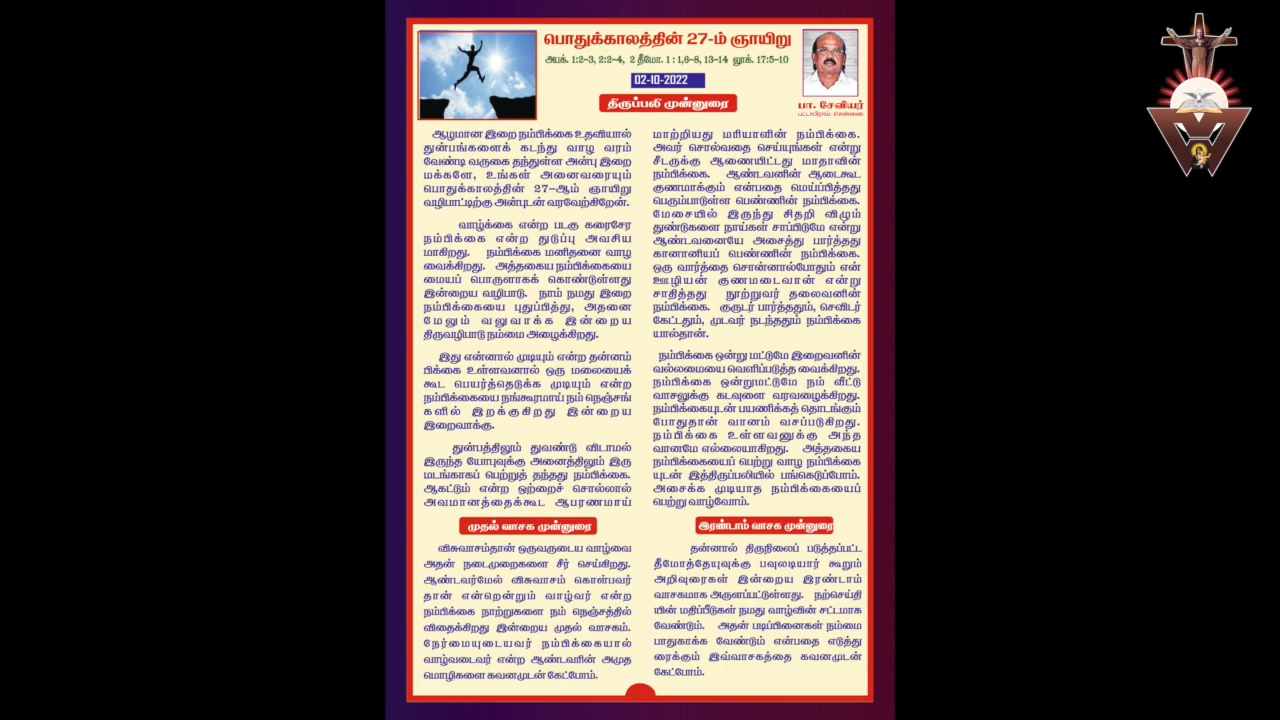 பொதுக்காலத்தின் 27-ம் ஞாயிறு
அபக். 1:2-3, 2:2-4, 2 தீமோ. 1 : 1,6-8, 13-14 லூக். 17:5-10
02-10-2022
திருப்பலி முன்னுரை
பா. சேவியர்
பட்டாபிராம், சென்னை.
ஆழமான இறை நம்பிக்கை உதவியால்
துன்பங்களைக் கடந்து வாழ வரம்
வேண்டி வருகை தந்துள்ள அன்பு இறை
மக்களே, உங்கள் அனைவரையும்
பொதுக்காலத்தின் 27-ஆம் ஞாயிறு
வழிபாட்டிற்கு அன்புடன் வரவேற்கிறேன்.
வாழ்க்கை என்ற படகு கரைசேர
நம்பிக்கை என்ற துடுப்பு அவசிய
மாகிறது. நம்பிக்கை மனிதனை வாழ
வைக்கிறது. அத்தகைய நம்பிக்கையை
மையப் பொருளாகக் கொண்டுள்ளது
இன்றைய வழிபாடு. நாம் நமது இறை
நம்பிக்கையை புதுப்பித்து, அதனை
மேலும் வலுவாக்க இன்றைய
திருவழிபாடு நம்மை அழைக்கிறது.
இது என்னால் முடியும் என்ற தன்னம்
பிக்கை உள்ளவனால் ஒரு மலையைக்
கூட பெயர்த்தெடுக்க முடியும் என்ற
நம்பிக்கையை நங்கூரமாய் நம் நெஞ்சங்
களில் இறக்குகிறது இன்றைய
இறைவாக்கு.
துன்பத்திலும் துவண்டு விடாமல்
இருந்த யோபுவுக்கு அனைத்திலும் இரு
மடங்காகப் பெற்றுத் தந்தது நம்பிக்கை.
ஆகட்டும் என்ற ஒற்றைச் சொல்லால்
அவமானத்தைக்கூட ஆபரணமாய்
மாற்றியது மரியாளின் நம்பிக்கை.
அவர் சொல்வதை செய்யுங்கள் என்று
சீடருக்கு ஆணையிட்டது மாதாவின்
நம்பிக்கை. ஆண்டவனின் ஆடைகூட
குணமாக்கும் என்பதை மெய்ப்பித்தது
பெரும்பாடுள்ள பெண்ணின் நம்பிக்கை.
மேசையில் இருந்து சிதறி விழும்
துண்டுகளை நாய்கள் சாப்பிடுமே என்று
ஆண்டவனையே அசைத்து பார்த்தது
கானானியப் பெண்ணின் நம்பிக்கை.
ஒரு வார்த்தை சொன்னால்போதும் என்
ஊழியன் குணமடைவான் என்று
சாதித்தது நூற்றுவர் தலைவனின்
நம்பிக்கை. குருடர் பார்த்ததும், செவிடர்
கேட்டதும், முடவர் நடந்ததும் நம்பிக்கை
யால்தான்.
நம்பிக்கை ஒன்று மட்டுமே இறைவனின்
வல்லமையை வெளிப்படுத்த வைக்கிறது.
நம்பிக்கை ஒன்றுமட்டுமே நம் வீட்டு
வாசலுக்கு கடவுளை வரவழைக்கிறது.
நம்பிக்கையுடன் பயணிக்கத் தொடங்கும்
போதுதான் வானம் வசப்படுகிறது.
நம்பிக்கை உள்ளவனுக்கு அந்த
வானமே எல்லையாகிறது. அத்தகைய
நம்பிக்கையைப் பெற்று வாழ நம்பிக்கை
யுடன் இத்திருப்பலியில் பங்கெடுப்போம்.
அசைக்க முடியாத நம்பிக்கையைப்
பெற்று வாழ்வோம்.
முதல் வாசக முன்னுரை
விசுவாசம்தான் ஒருவருடைய வாழ்வை
அதன் நடைமுறைகளை சீர் செய்கிறது.
ஆண்டவர்மேல் விசுவாசம் கொள்பவர்
தான் என்றென்றும் வாழ்வர் என்ற
நம்பிக்கை நாற்றுகளை நம் நெஞ்சத்தில்
விதைக்கிறது இன்றைய முதல் வாசகம்.
நேர்மையுடையவர் நம்பிக்கையால்
வாழ்வடைவர் என்ற ஆண்டவரின் அமுத
மொழிகளை கவனமுடன் கேட்போம்.
இரண்டாம் வாசக முன்னுரை
தன்னால் திருநிலைப் படுத்தப்பட்ட
தீமோத்தேயுவுக்கு பவுலடியார் கூறும்
அறிவுரைகள் இன்றைய இரண்டாம்
வாசகமாக அருளப்பட்டுள்ளது. நற்செய்தி
யின் மதிப்பீடுகள் நமது வாழ்வின் சட்டமாக
வேண்டும். அதன் படிப்பினைகள் நம்மை
பாதுகாக்க வேண்டும் என்பதை எடுத்து
ரைக்கும் இவ்வாசகத்தை கவனமுடன்
கேட்போம்.